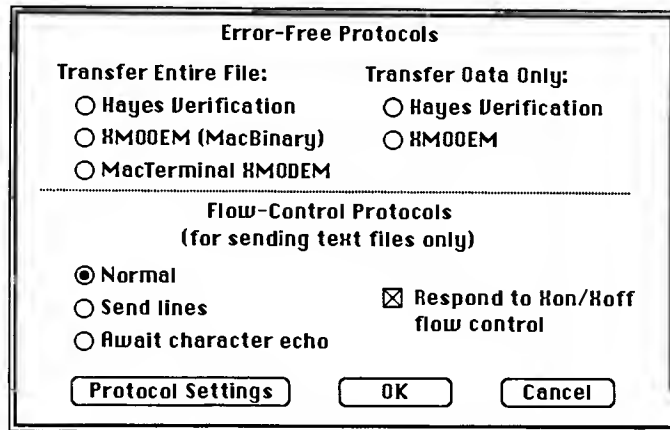 Error-Free Protocols
Transfer Entire File:
Hayes Verification
XMODEM (MacBinary)
MacTerminal XMODEM
Transfer Data Only:
Hayes Verification
XMODEM
Flow-Control Protocols
(for sending text files only)
Normal
Send lines
Await character echo
Respond to Xon/Xoff
flow control
Protocol Settings
OK
Cancel